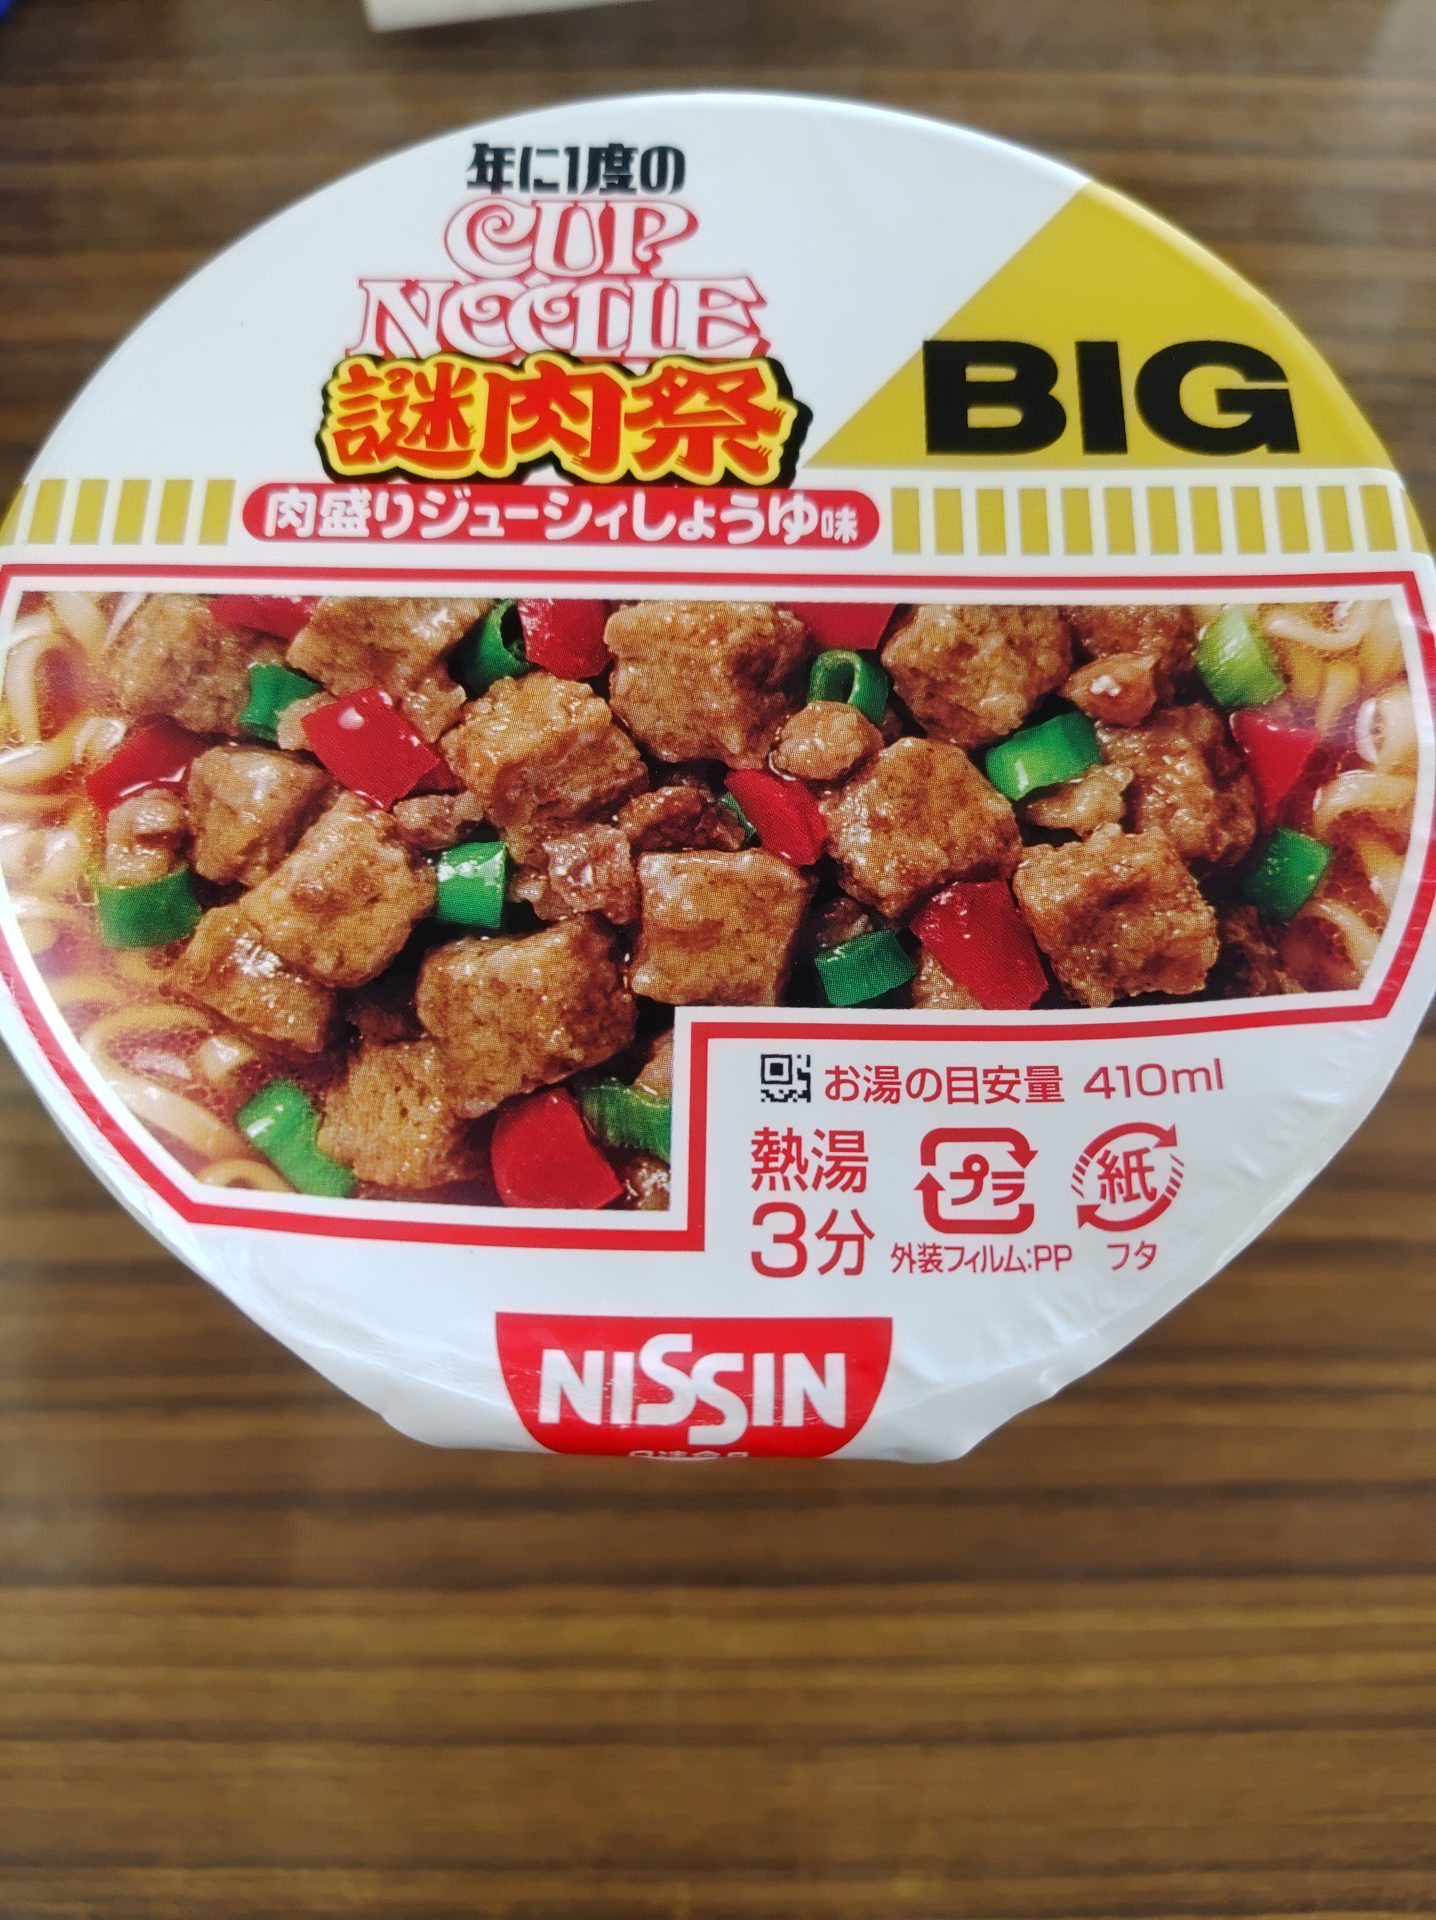 年に1度の
CUP
NOODLE
謎肉祭
BIG
肉盛りジューシィしょうゆ味
お湯の目安量 410ml
熱湯
3分
プラ
紙
外装フィルム:PP
フタ
NISSIN